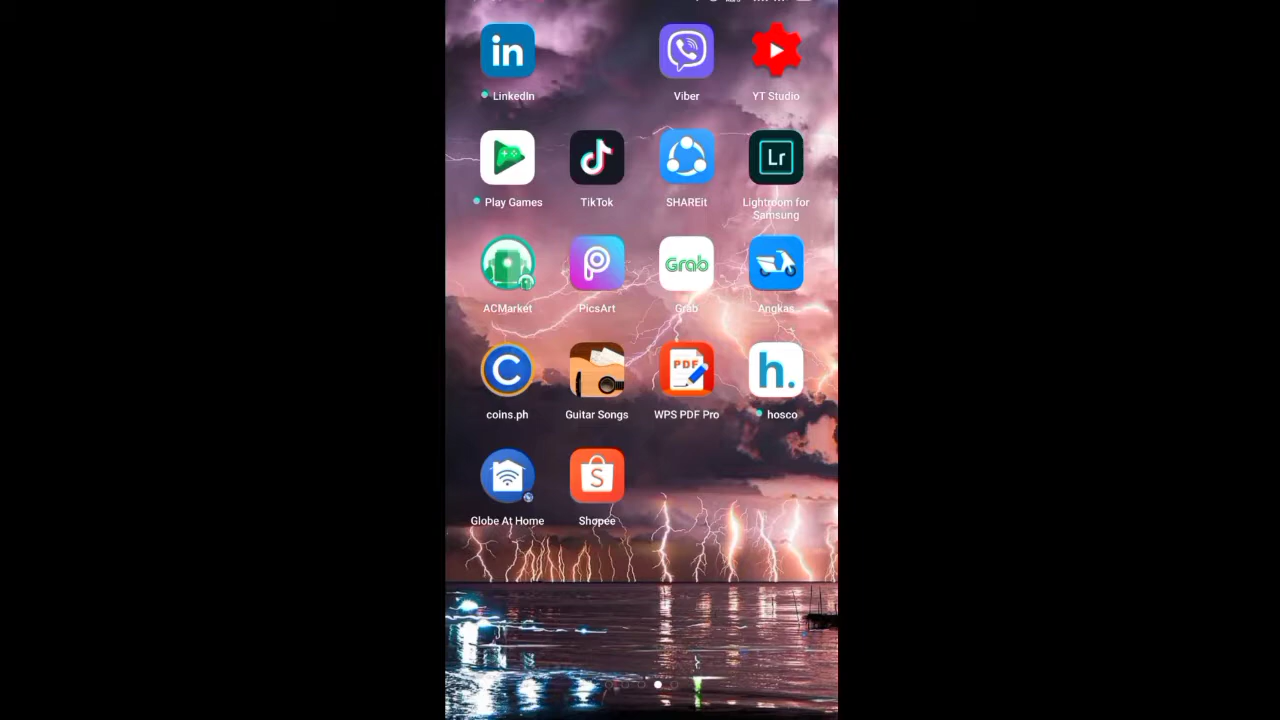 in
LinkedIn
Viber
YT Studio
Play Games
TikTok
SHAREit
Lr
Lightroom for
Samsung
ACMarket
PicsArt
Grab
Grab
Angkas
C
coins.ph
Guitar Songs
PDF
WPS PDF Pro
h.
hosco
Globe At Home
S
Shopee